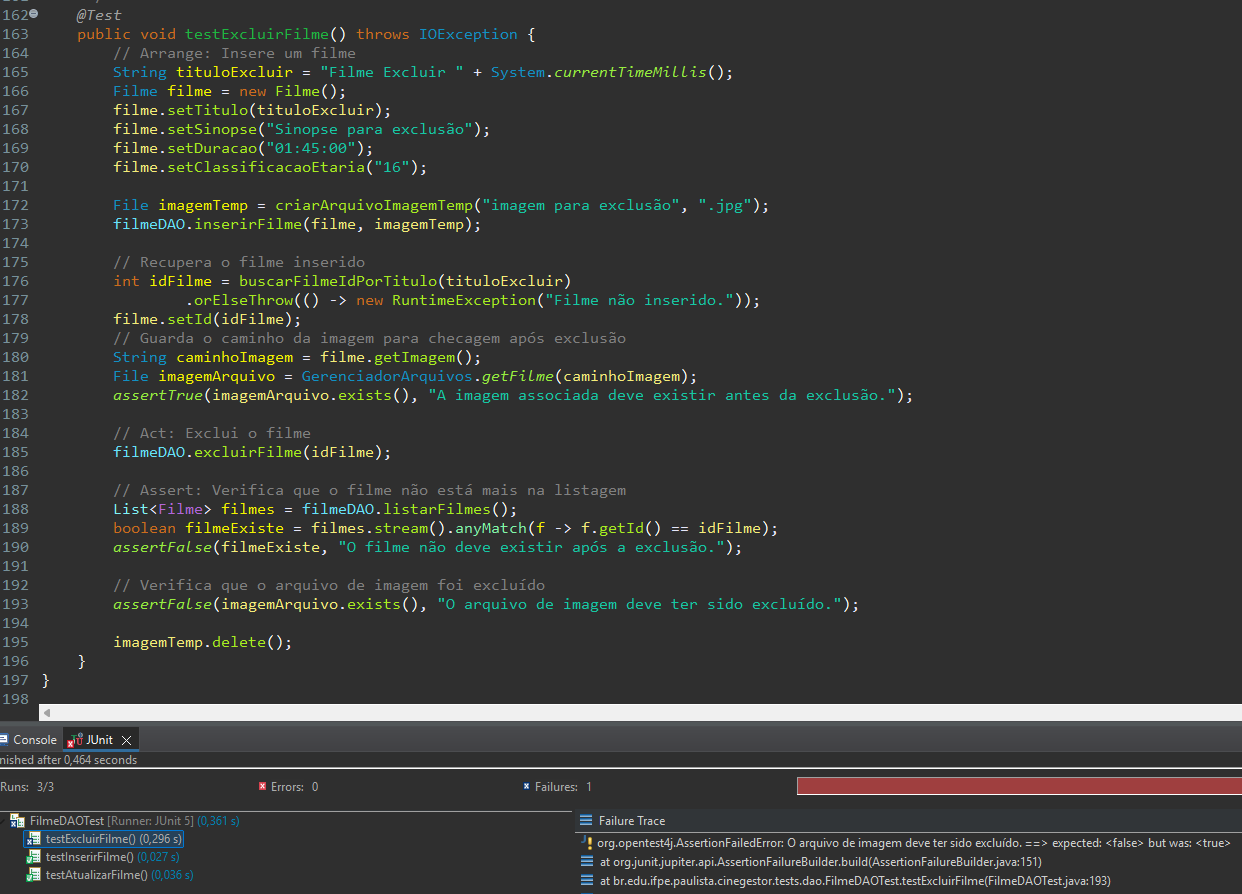 162 @Test
163 public void testExcluirFilme() throws IOException {
164 // Arrange: Insere um filme
165 String tituloExcluir = "Filme Excluir " + System.currentTimeMillis();
166 Filme filme = new Filme();
167 filme.setTitulo(tituloExcluir);
168 filme.setSinopse("Sinopse para exclusão");
169 filme.setDuracao("01:45:00");
170 filme.setClassificacaoEtaria("16");
171
172 File imagemTemp = criarArquivoImagemTemp("imagem para exclusão", ".jpg");
173 filmeDAO.inserirFilme(filme, imagemTemp);
174
175 // Recupera o filme inserido
176 int idFilme = buscarFilmeIdPorTitulo(tituloExcluir)
177 .orElseThrow(() -> new RuntimeException("Filme não inserido."));
178 filme.setId(idFilme);
179 // Guarda o caminho da imagem para checagem após exclusão
180 String caminhoImagem = filme.getImagem();
181 File imagemArquivo = GerenciadorArquivos.getFilme(caminhoImagem);
182 assertTrue(imagemArquivo.exists(), "A imagem associada deve existir antes da exclusão.");
183
184 // Act: Exclui o filme
185 filmeDAO.excluirFilme(idFilme);
186
187 // Assert: Verifica que o filme não está mais na listagem
188 List<Filme> filmes = filmeDAO.listarFilmes();
189 boolean filmeExiste = filmes.stream().anyMatch(f -> f.getId() == idFilme);
190 assertFalse(filmeExiste, "O filme não deve existir após a exclusão.");
191
192 // Verifica que o arquivo de imagem foi excluído
193 assertFalse(imagemArquivo.exists(), "O arquivo de imagem deve ter sido excluído.");
194
195 imagemTemp.delete();
196 }
197 }
198
Console JUnit
nished after 0,464 seconds
Runs: 3/3 Errors: 0 Failures: 1
FilmeDAOTest [Runner: JUnit 5] (0,361 s)
testExcluirFilme() (0,296 s)
testInserirFilme() (0,027 s)
testAtualizarFilme() (0,036 s)
Failure Trace
org.opentest4j.AssertionFailedError: O arquivo de imagem deve ter sido excluído. ==> expected: <false> but was: <true>
at org.junit.jupiter.api.AssertionFailureBuilder.build(AssertionFailureBuilder.java:151)
at br.edu.ifpe.paulista.cinegestor.tests.dao.FilmeDAOTest.testExcluirFilme(FilmeDAOTest.java:193)